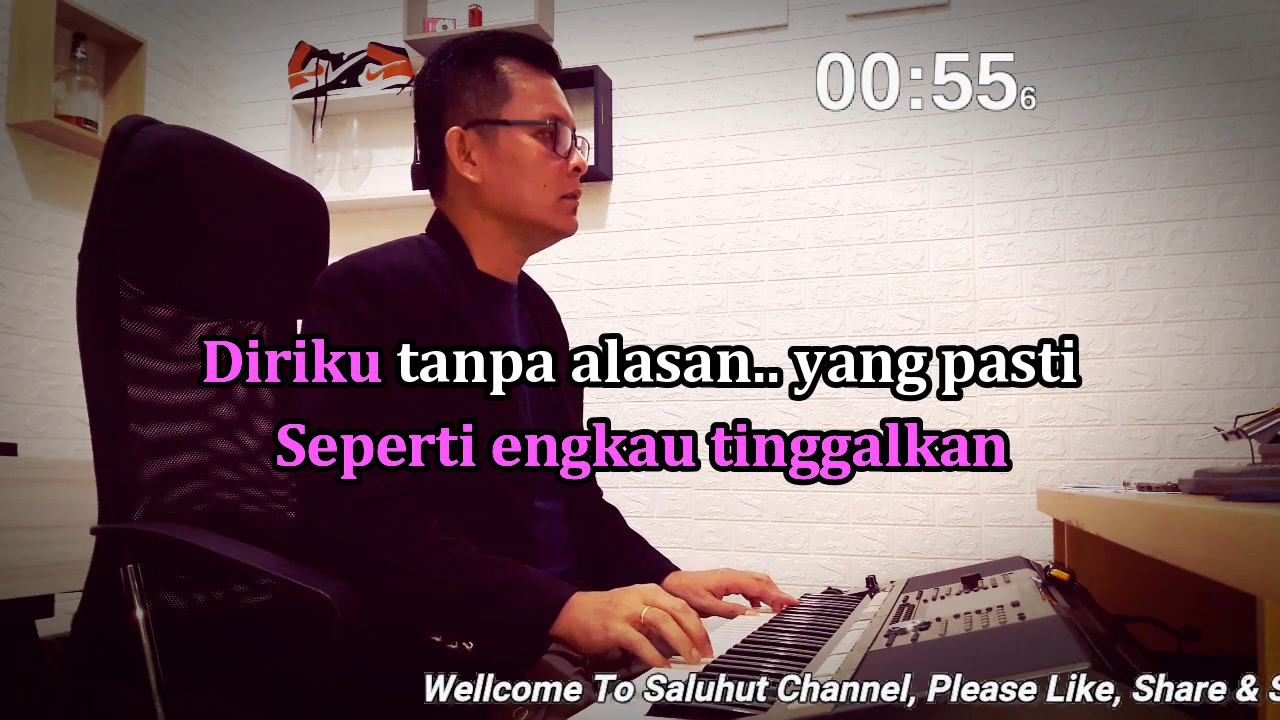 00:556
Diriku tanpa alasan.. yang pasti
Seperti engkau tinggalkan
Wellcome To Saluhut Channel, Please Like, Share & S